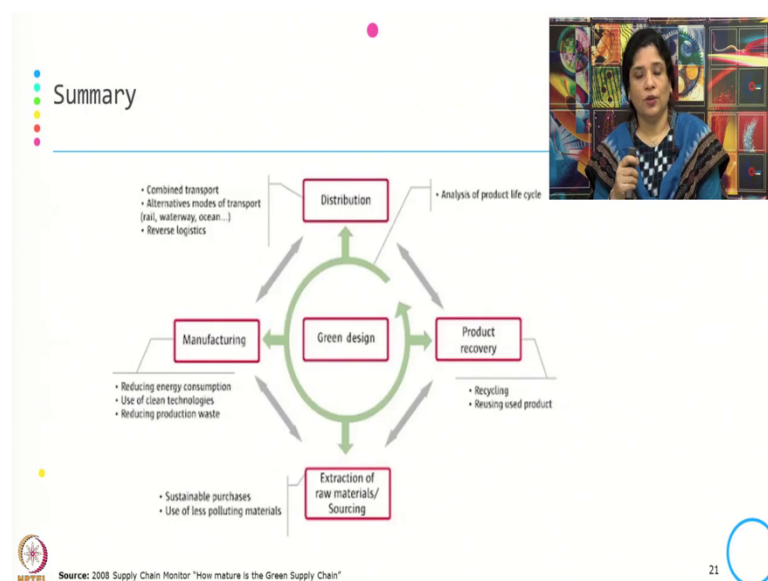 Summary
• Combined transport
• Alternatives modes of transport
(rail, waterway, ocean...)
• Reverse logistics
Distribution
• Analysis of product life cycle
Manufacturing
Green design
Product
recovery
• Reducing energy consumption
• Use of clean technologies
• Reducing production waste
• Recycling
• Reusing used product
• Sustainable purchases
• Use of less polluting materials
Extraction of
raw materials/
Sourcing
NPTEL
Source: 2008 Supply Chain Monitor "How mature is the Green Supply Chain"
21